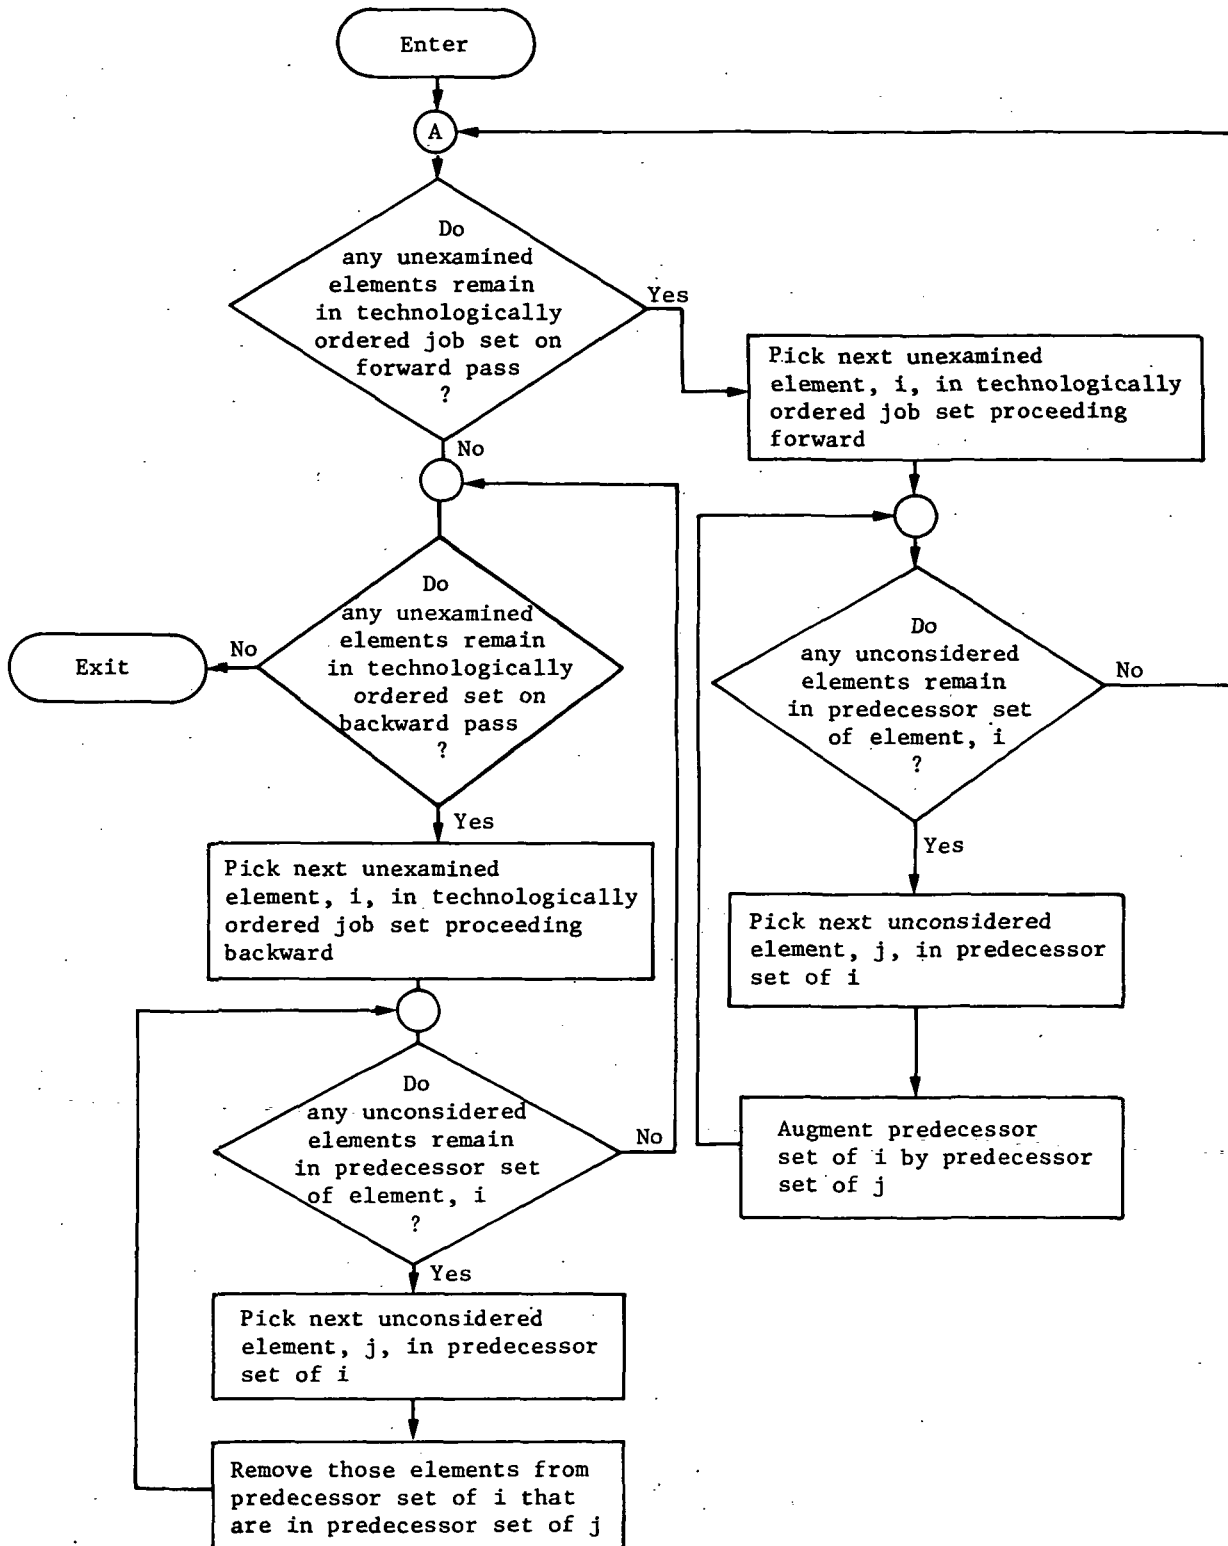 Enter
A
Do
any unexamined
elements remain
in technologically
ordered job set on
forward pass
?
Yes
No
Pick next unexamined
element, i, in technologically
ordered job set proceeding
forward
Do
any unconsidered
elements remain
in predecessor set
of element, i
?
No
Yes
Pick next unconsidered
element, j, in predecessor
set of i
Augment predecessor
set of i by predecessor
set of j
Do
any unexamined
elements remain
in technologically
ordered set on
backward pass
?
No
Exit
Yes
Pick next unexamined
element, i, in technologically
ordered job set proceeding
backward
Do
any unconsidered
elements remain
in predecessor set
of element, i
?
No
Yes
Pick next unconsidered
element, j, in predecessor
set of i
Remove those elements from
predecessor set of i that
are in predecessor set of j